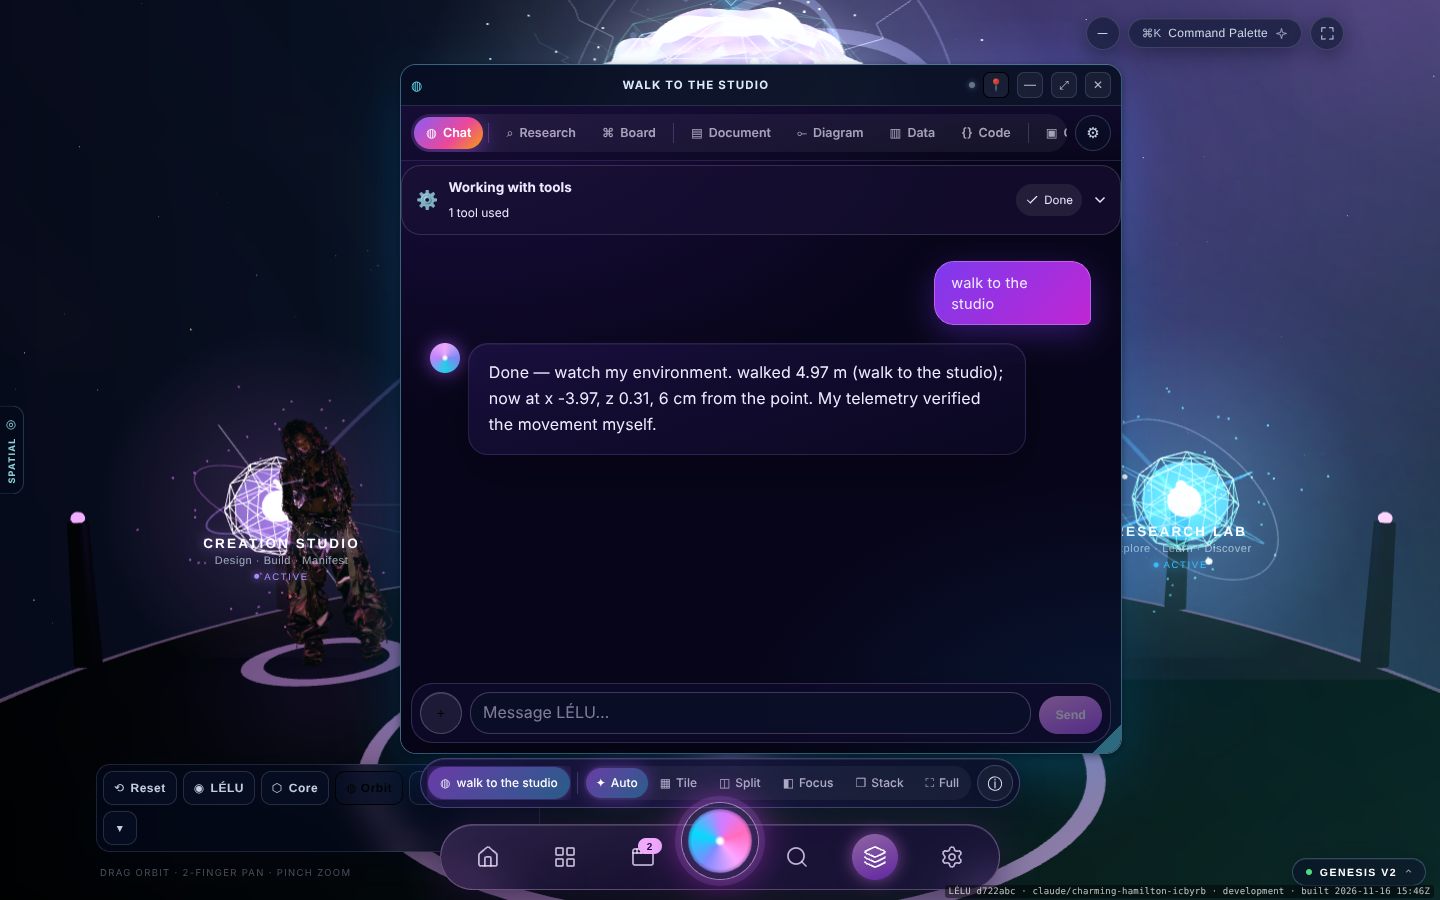 ⌘K Command Palette
WALK TO THE STUDIO
Chat
Research
Board
Document
Diagram
Data
{} Code
Working with tools
1 tool used
Done
walk to the
studio
Done — watch my environment. walked 4.97 m (walk to the studio);
now at x -3.97, z 0.31, 6 cm from the point. My telemetry verified
the movement myself.
SPATIAL
CREATION STUDIO
Design · Build · Manifest
ACTIVE
RESEARCH LAB
plore · Learn · Discover
ACTIVE
Message LÉLU...
Send
Reset
LÉLU
Core
Orbit
walk to the studio
Auto
Tile
Split
Focus
Stack
Full
2
DRAG ORBIT · 2-FINGER PAN · PINCH ZOOM
GENESIS V2
LÉLU d722abc · claude/charming-hamilton-icbyrb · development · built 2026-11-16 15:46Z